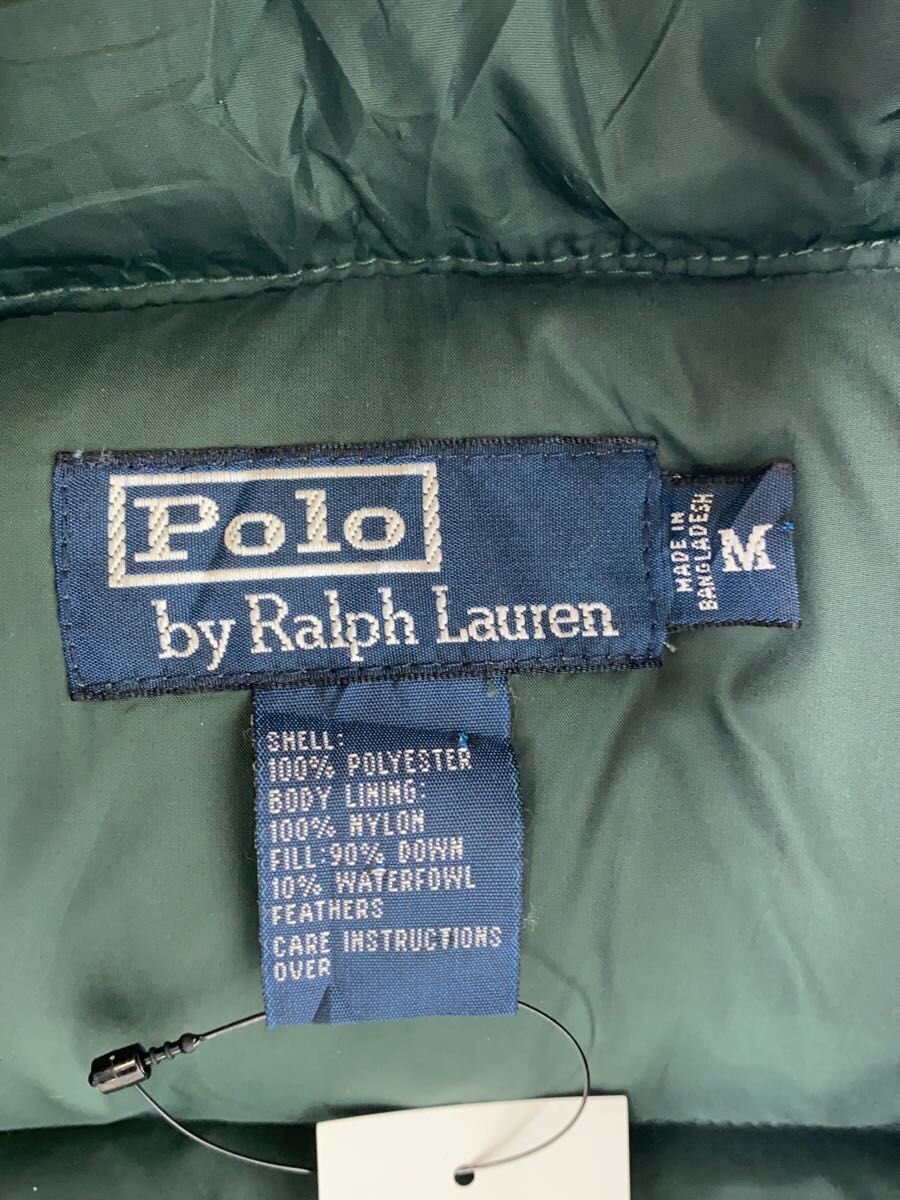 Polo
by Ralph Lauren
MADE IN
BANGLADESH
M
SHELL:
100% POLYESTER
BODY LINING:
100% NYLON
FILL:90% DOWN
10% WATERFOWL
FEATHERS
CARE INSTRUCTIONS
OVER